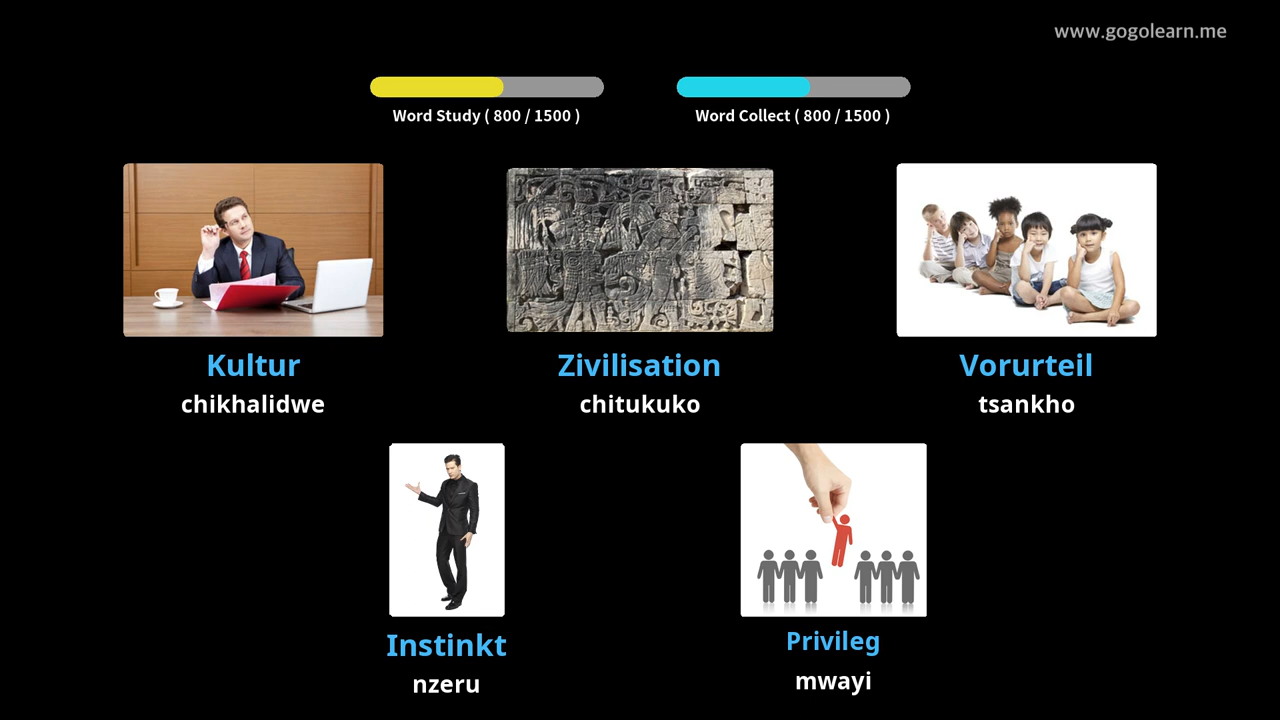 www.gogolearn.me
Word Study ( 800 / 1500 )
Word Collect ( 800 / 1500 )
Kultur
chikhalidwe
Zivilisation
chitukuko
Vorurteil
tsankho
Instinkt
nzeru
Privileg
mwayi